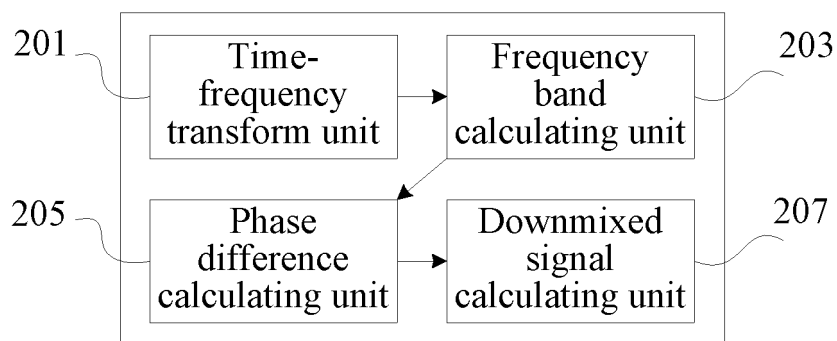 201
Time-
frequency
transform unit
Frequency
band
calculating unit
203
205
Phase
difference
calculating unit
Downmixed
signal
calculating unit
207